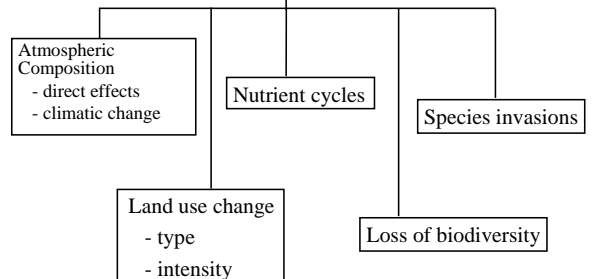 Atmospheric
Composition
- direct effects
- climatic change
Nutrient cycles
Species invasions
Land use change
- type
- intensity
Loss of biodiversity